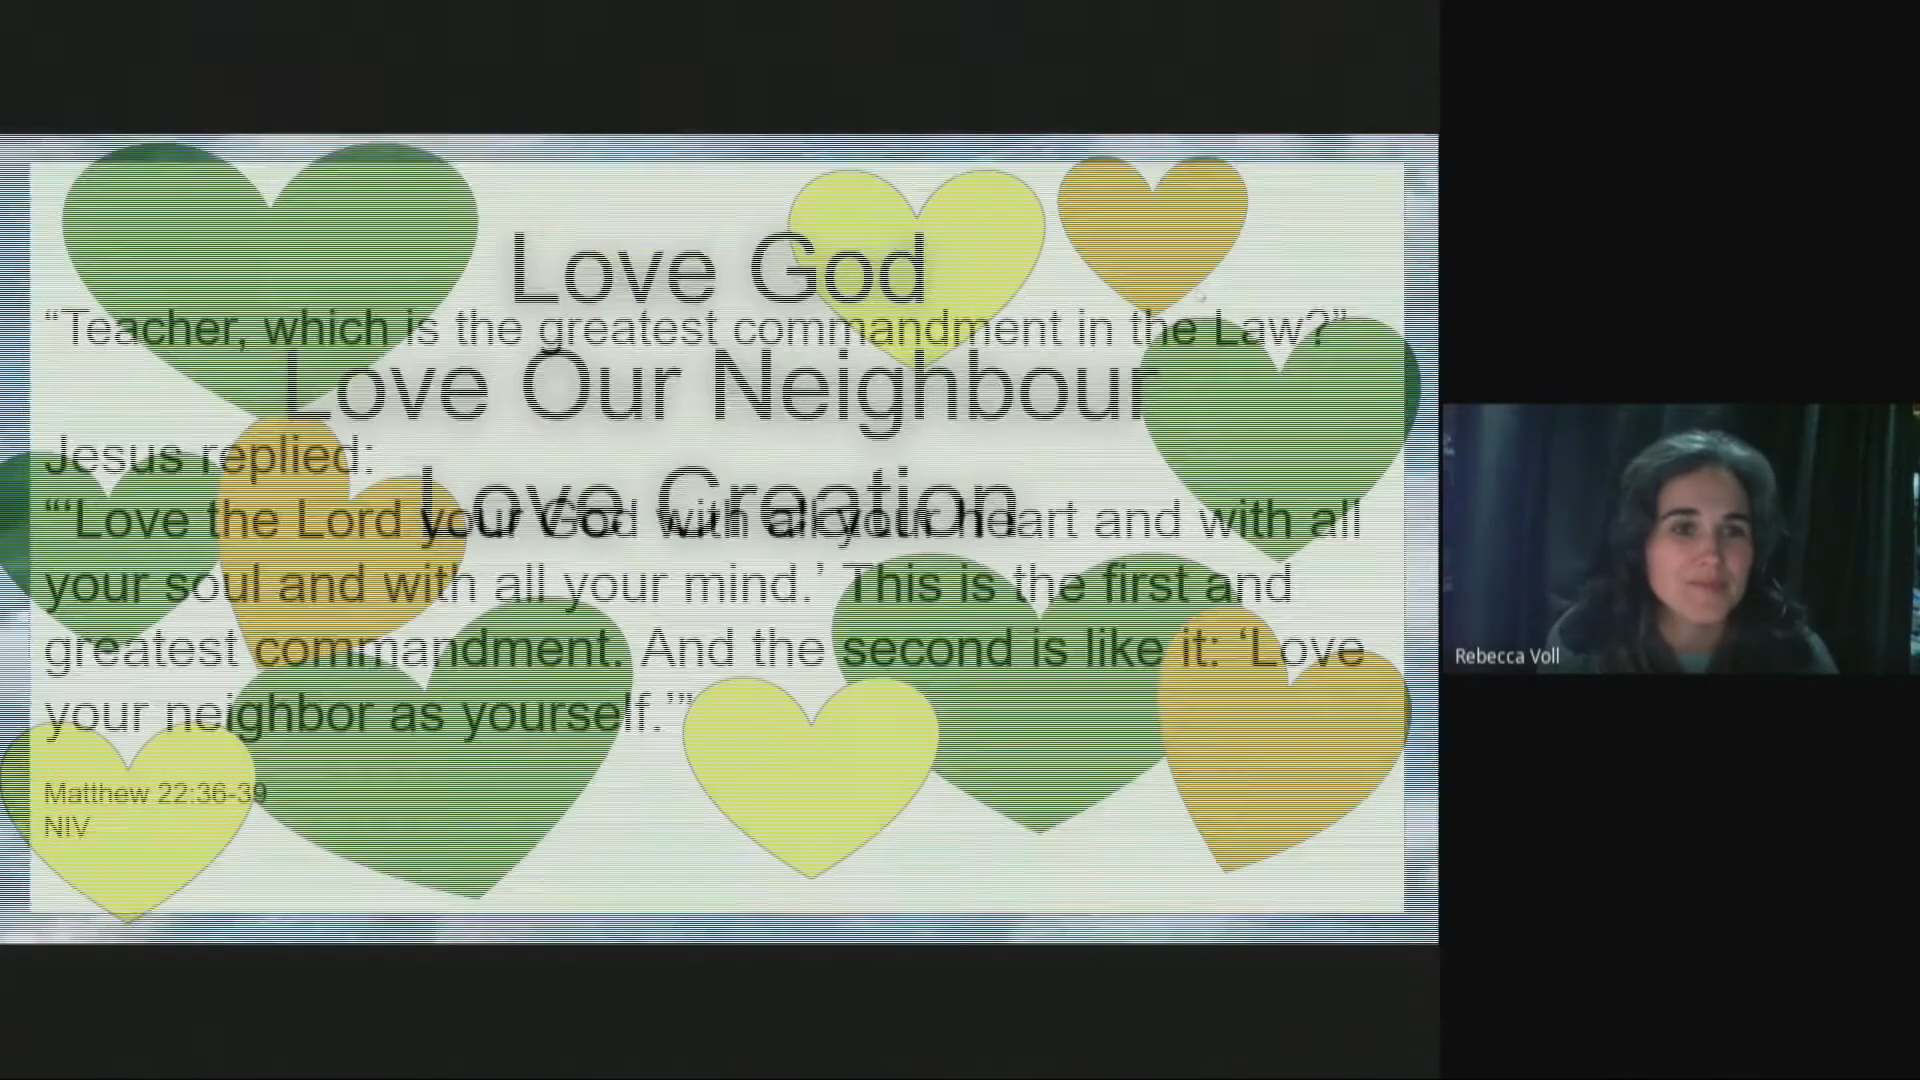 Love God
Love Our Neighbour
Love Creation
“Teacher, which is the greatest commandment in the Law?”
Jesus replied:
“‘Love the Lord your God with all your heart and with all
your soul and with all your mind.’ This is the first and
greatest commandment. And the second is like it: ‘Love
your neighbor as yourself.’”
Matthew 22:36-39
NIV
Rebecca Voll